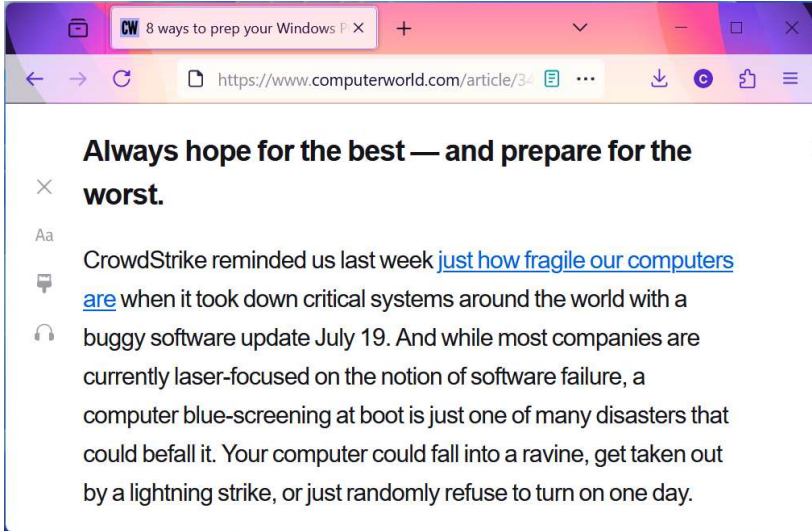 CW 8 ways to prep your Windows P
https://www.computerworld.com/article/34
C
Always hope for the best — and prepare for the
worst.
Aa
CrowdStrike reminded us last week just how fragile our computers
are when it took down critical systems around the world with a
buggy software update July 19. And while most companies are
currently laser-focused on the notion of software failure, a
computer blue-screening at boot is just one of many disasters that
could befall it. Your computer could fall into a ravine, get taken out
by a lightning strike, or just randomly refuse to turn on one day.